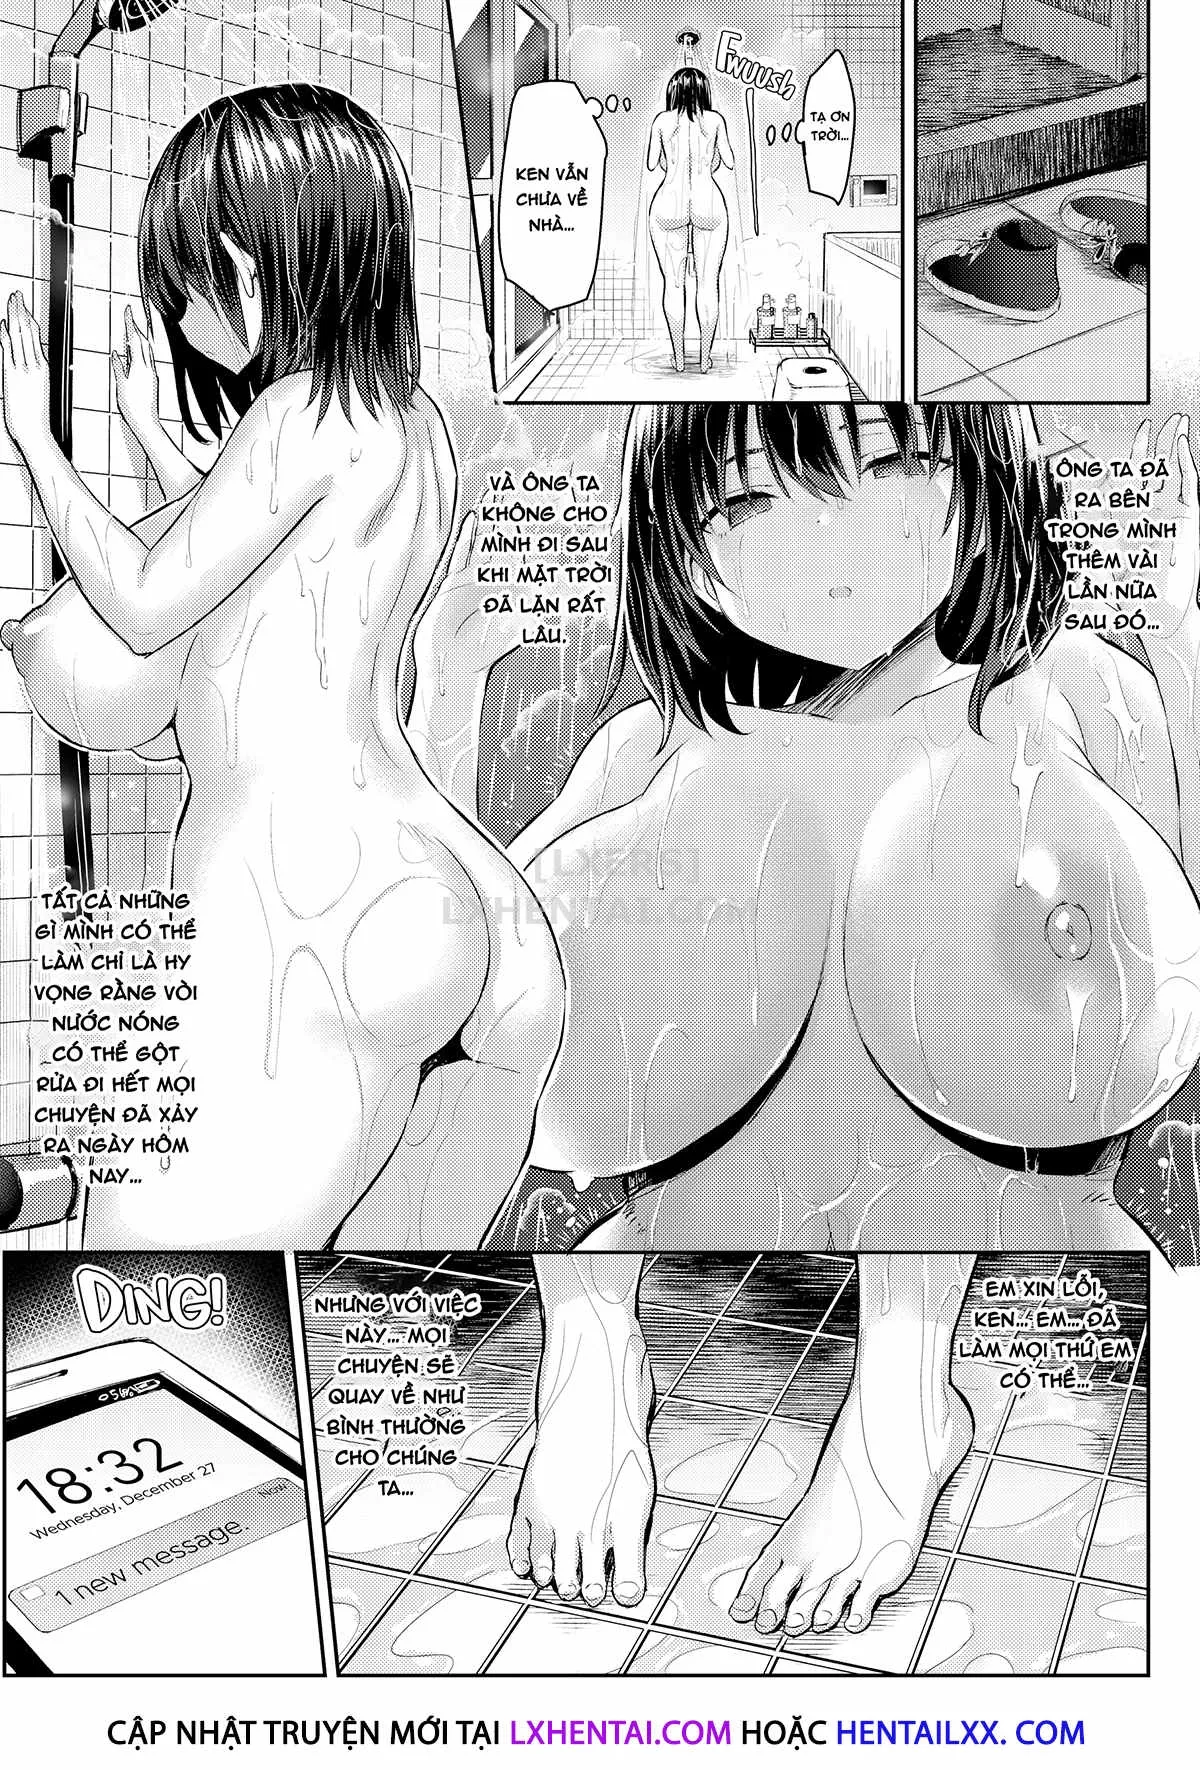 TẠ ƠN
TRỜI...
FWUUSH
KEN VẪN
CHƯA VỀ
NHÀ...
ÔNG TA ĐÃ
RA BÊN
TRONG MÌNH
THÊM VÀI
LẦN NỮA
SAU ĐÓ...
VÀ ÔNG TA
KHÔNG CHO
MÌNH ĐI SAU
KHI MẶT TRỜI
ĐÃ LẶN RẤT
LÂU.
[LXERS]
LXHENTAI.COM
TẤT CẢ NHỮNG
GÌ MÌNH CÓ THỂ
LÀM CHỈ LÀ HY
VỌNG RẰNG VÒI
NƯỚC NÓNG
CÓ THỂ GỘT
RỬA ĐI HẾT MỌI
CHUYỆN ĐÃ XẢY
RA NGÀY HÔM
NAY...
EM XIN LỖI,
KEN... EM... ĐÃ
LÀM MỌI THỨ EM
CÓ THỂ...
NHƯNG VỚI VIỆC
NÀY... MỌI
CHUYỆN SẼ
QUAY VỀ NHƯ
BÌNH THƯỜNG
CHO CHÚNG
TA...
DING!
18:32
Wednesday, December 27
Now
1 new message.
CẬP NHẬT TRUYỆN MỚI TẠI LXHENTAI.COM HOẶC HENTAILXX. COM